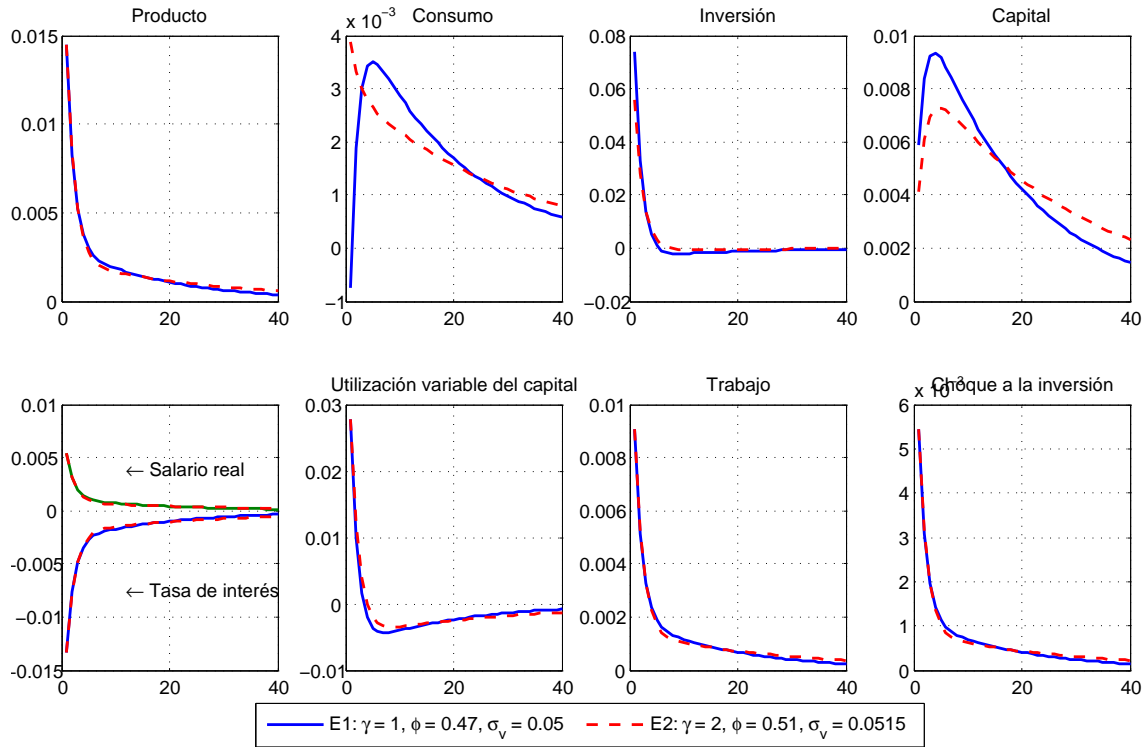 Producto
Consumo
Inversión
Capital
x 10⁻³
0.015
0.01
0.005
0
0 20 40
4
3
2
1
0
−1
0 20 40
0.08
0.06
0.04
0.02
0
−0.02
0 20 40
0.01
0.008
0.006
0.004
0.002
0
0 20 40
Utilización variable del capital
Trabajo
Choque a la inversión
x 10⁻³
0.01
0.005
0
-0.005
−0.01
−0.015
← Salario real
← Tasa de interés
0 20 40
0.03
0.02
0.01
0
−0.01
0 20 40
0.01
0.008
0.006
0.004
0.002
0
0 20 40
6
5
4
3
2
1
0
0 20 40
E1: γ = 1, ϕ = 0.47, σ_v = 0.05
E2: γ = 2, ϕ = 0.51, σ_v = 0.0515